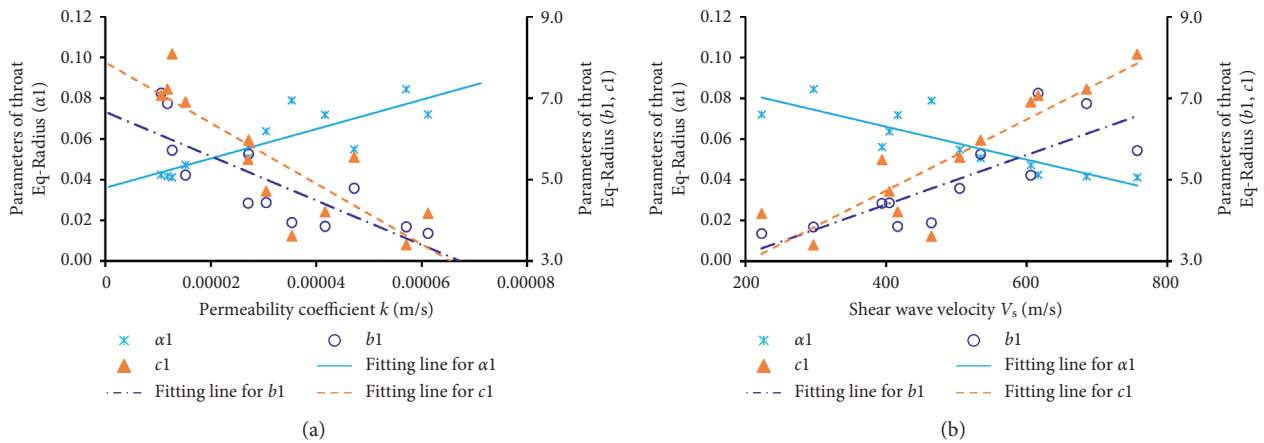 Parameters of throat
Eq-Radius (α1)
0.12
0.10
0.08
0.06
0.04
0.02
0.00
9.0
7.0
5.0
3.0
Parameters of throat
Eq-Radius (b1, c1)
0 0.00002 0.00004 0.00006 0.00008
Permeability coefficient k (m/s)
α1 b1
c1 Fitting line for α1
Fitting line for b1 Fitting line for c1
(a)
Parameters of throat
Eq-Radius (α1)
0.12
0.10
0.08
0.06
0.04
0.02
0.00
9.0
7.0
5.0
3.0
Parameters of throat
Eq-Radius (b1, c1)
200 400 600 800
Shear wave velocity Vs (m/s)
α1 b1
c1 Fitting line for α1
Fitting line for b1 Fitting line for c1
(b)